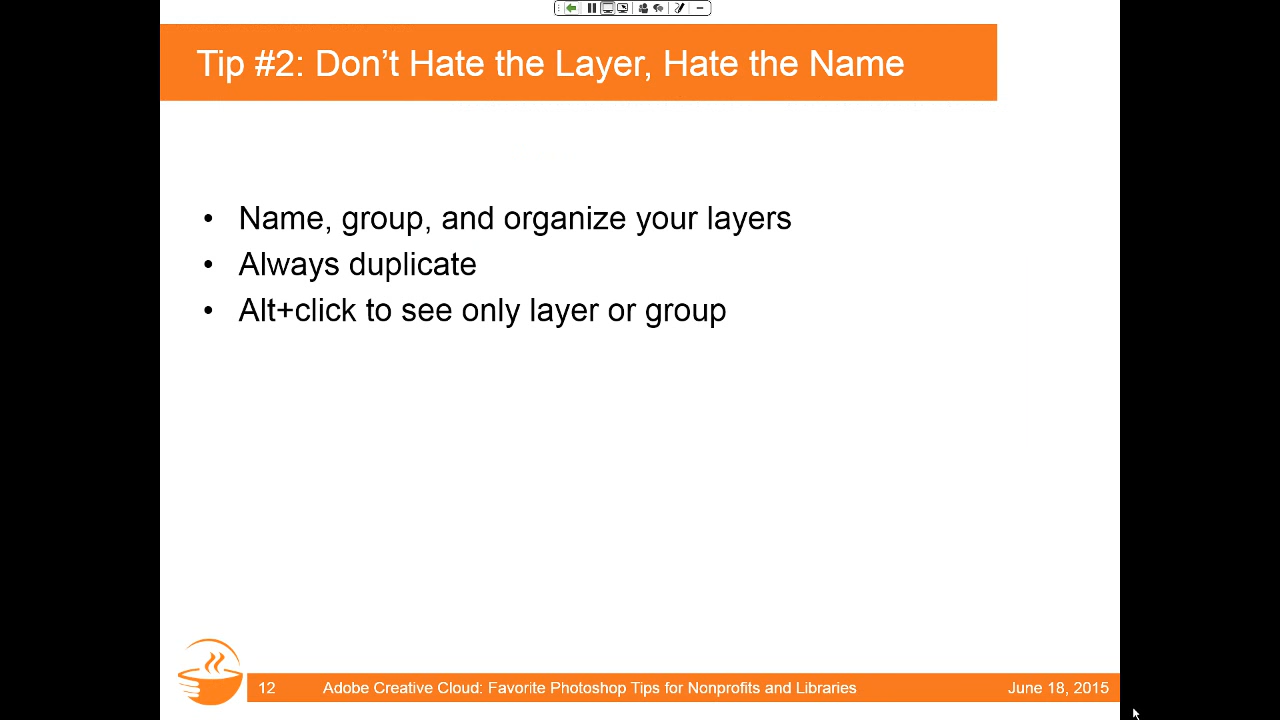 Tip #2: Don’t Hate the Layer, Hate the Name
• Name, group, and organize your layers
• Always duplicate
• Alt+click to see only layer or group
12 Adobe Creative Cloud: Favorite Photoshop Tips for Nonprofits and Libraries June 18, 2015